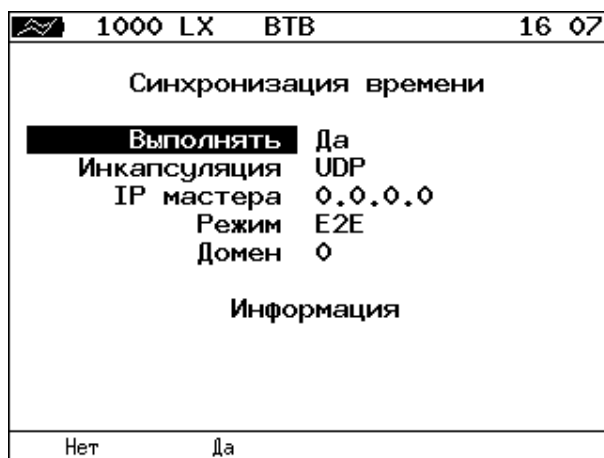 1000 LX BTB 16 07
Синхронизация времени
Выполнять Да
Инкапсуляция UDP
IP мастера 0.0.0.0
Режим E2E
Домен 0
Информация
Нет Да